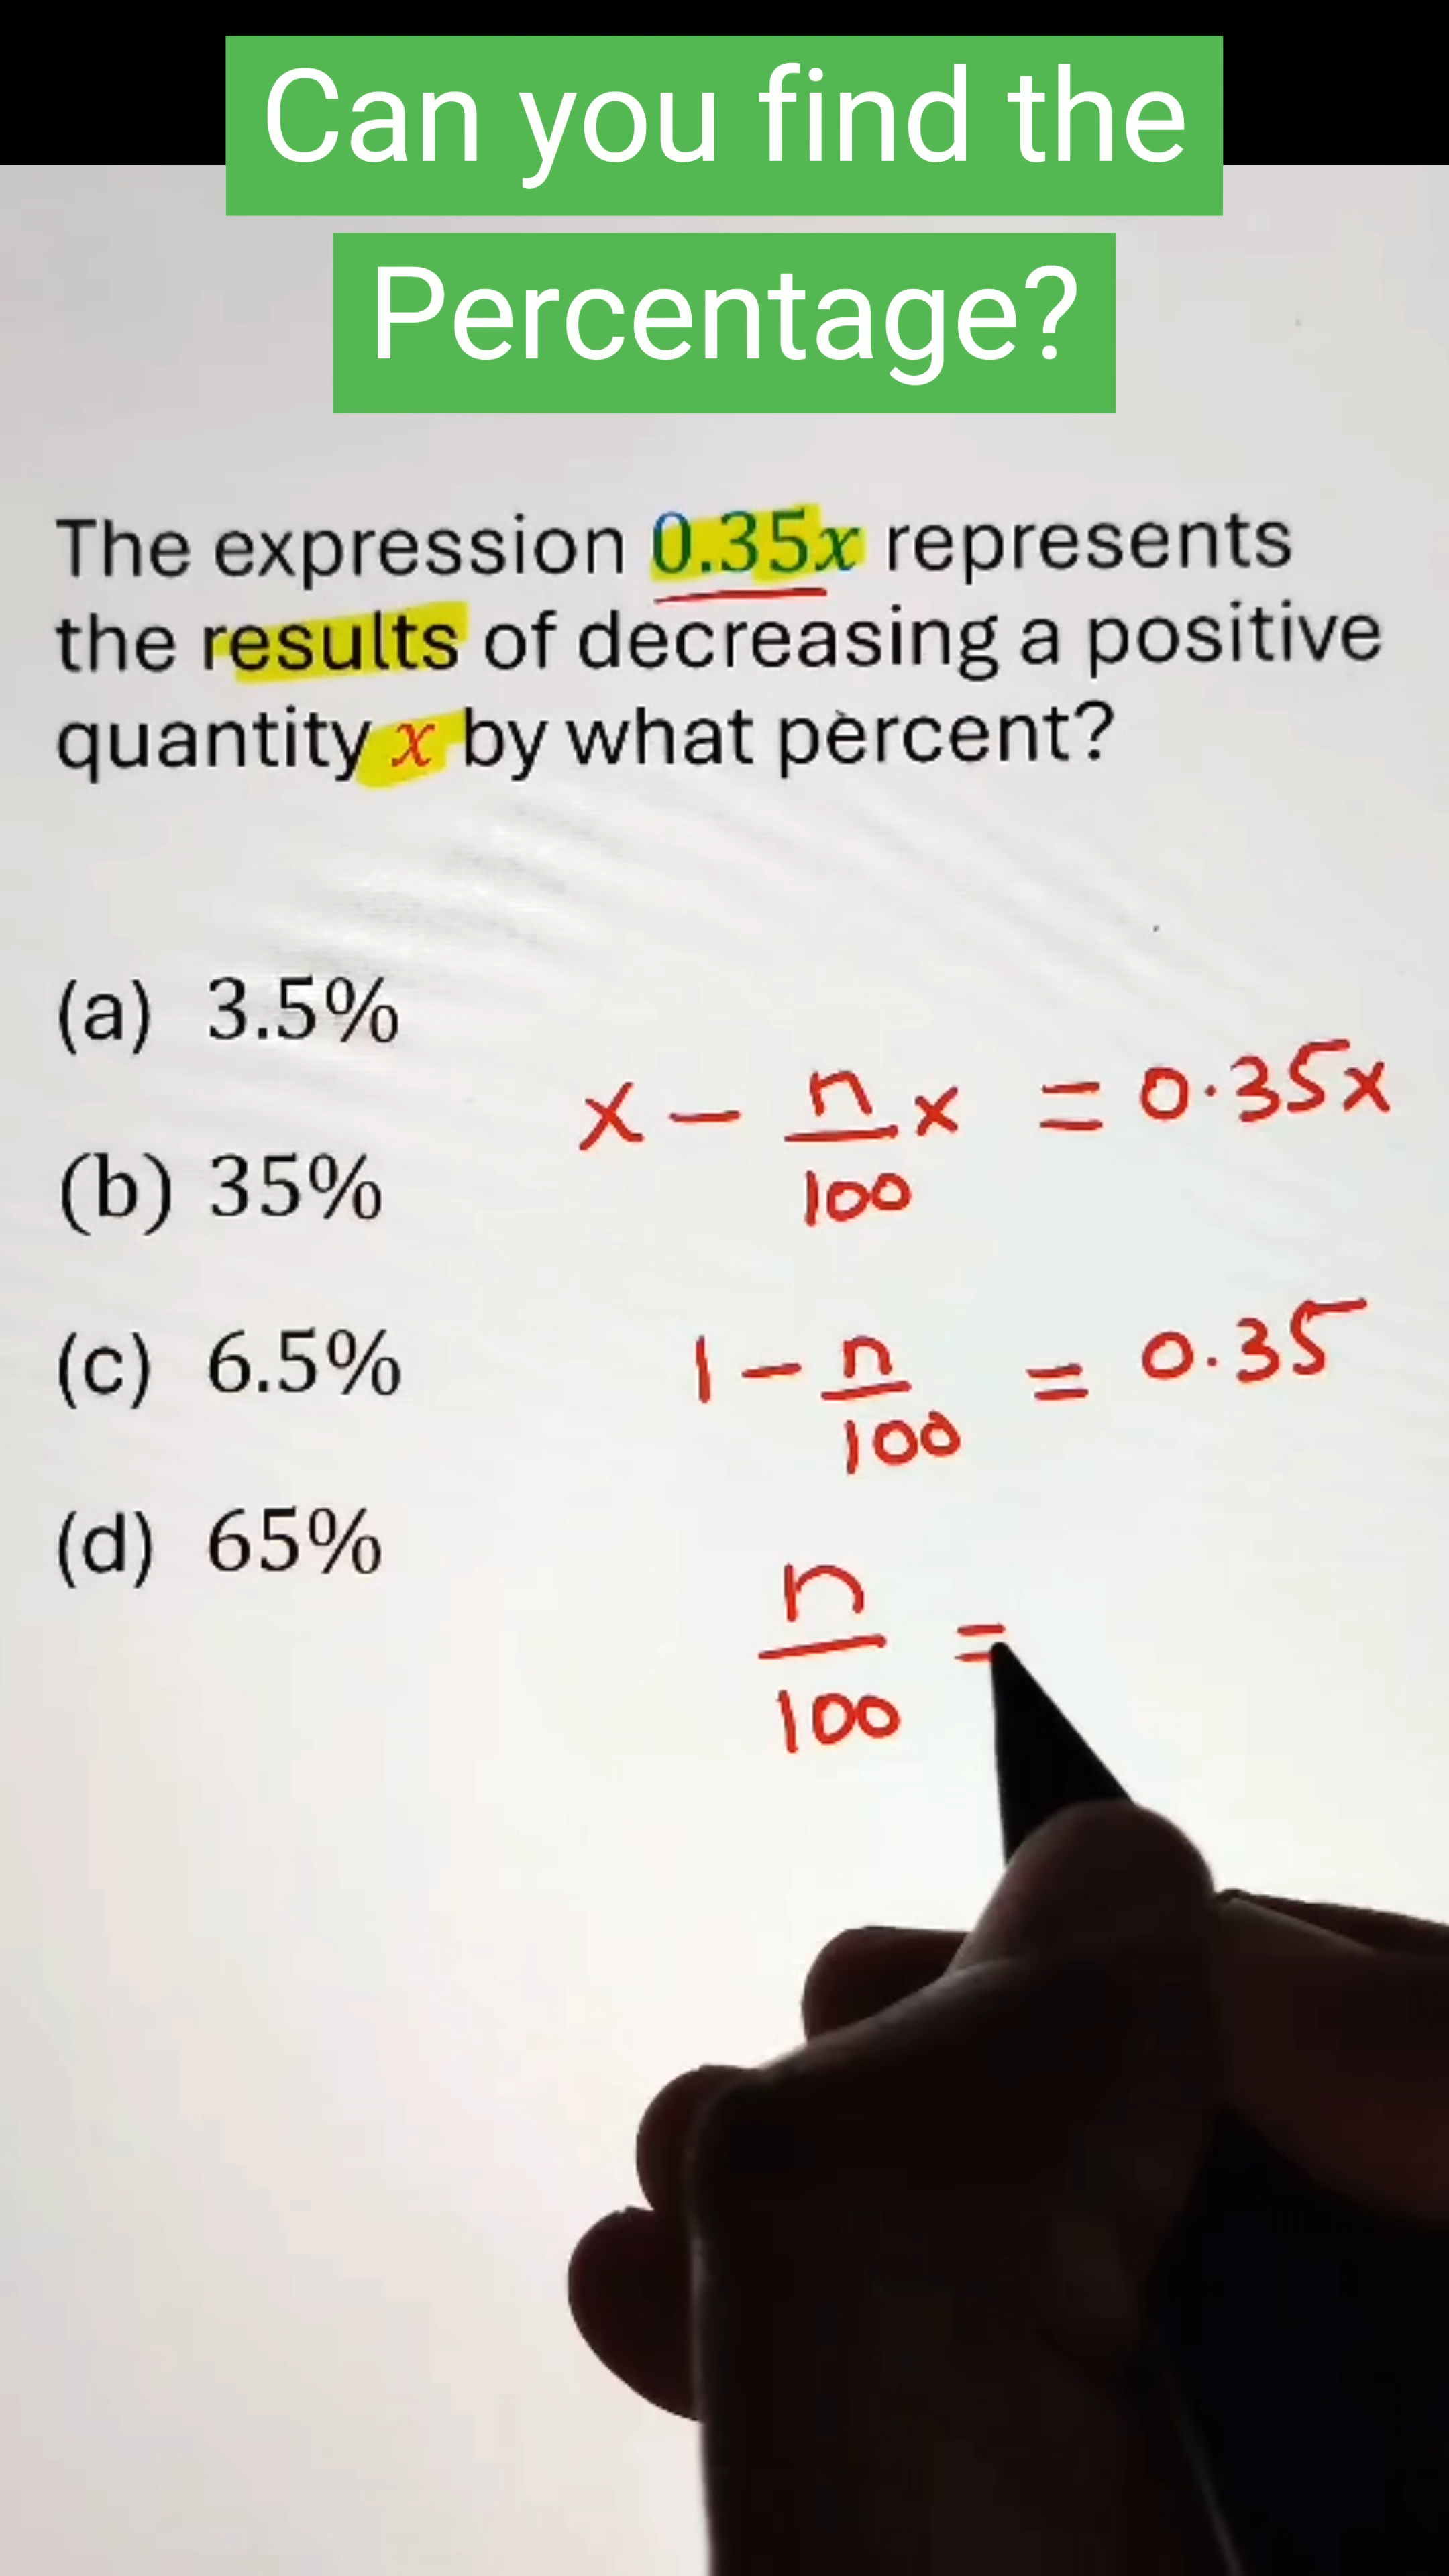 Can you find the
Percentage?
The expression 0.35x represents
the results of decreasing a positive
quantity x by what percent?
(a) 3.5%
(b) 35%
(c) 6.5%
(d) 65%
x - n/100 x = 0.35x
1 - n/100 = 0.35
n/100 =